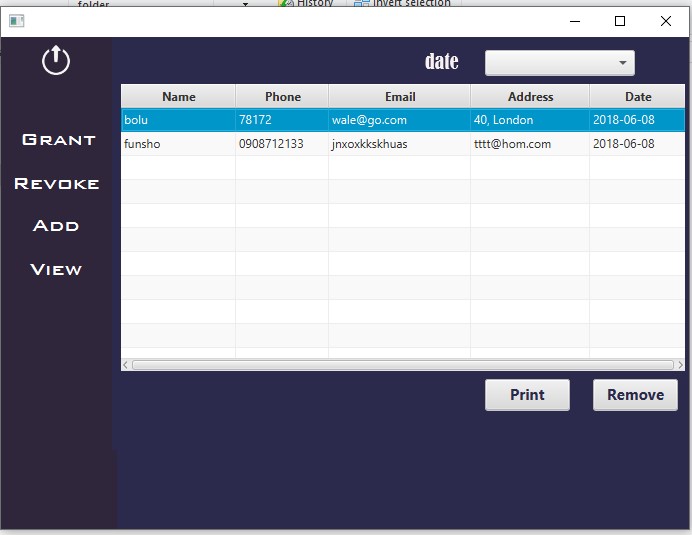 folder
History
Invert selection
date
Name Phone Email Address Date
bolu 78172 wale@go.com 40, London 2018-06-08
funsho 0908712133 jnxoxkkskhuas tttt@hom.com 2018-06-08
GRANT
REVOKE
ADD
VIEW
Print Remove